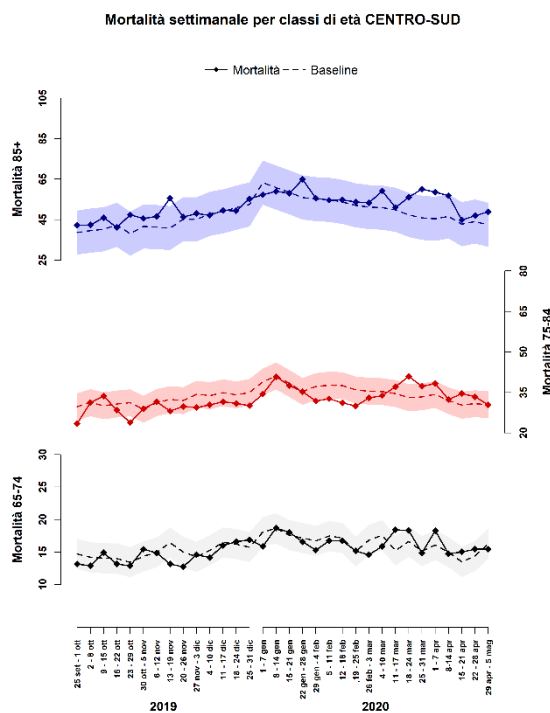 Mortalità settimanale per classi di età CENTRO-SUD
Mortalità Baseline
Mortalità 85+
105
85
65
45
25
Mortalità 75-84
80
65
50
35
20
Mortalità 65-74
30
25
20
15
10
25 set - 1 ott
2 - 8 ott
9 - 15 ott
16 - 22 ott
23 - 29 ott
30 ott - 5 nov
6 - 12 nov
13 - 19 nov
20 - 26 nov
27 nov - 3 dic
4 - 10 dic
11 - 17 dic
18 - 24 dic
25 - 31 dic
1 - 7 gen
8 - 14 gen
15 - 21 gen
22 gen - 28 gen
29 gen - 4 feb
5 - 11 feb
12 - 18 feb
19 - 25 feb
26 feb - 3 mar
4 - 10 mar
11 - 17 mar
18 - 24 mar
25 - 31 mar
1 - 7 apr
8-14 apr
15 - 21 apr
22 - 28 apr
29 apr - 5 mag
2019
2020